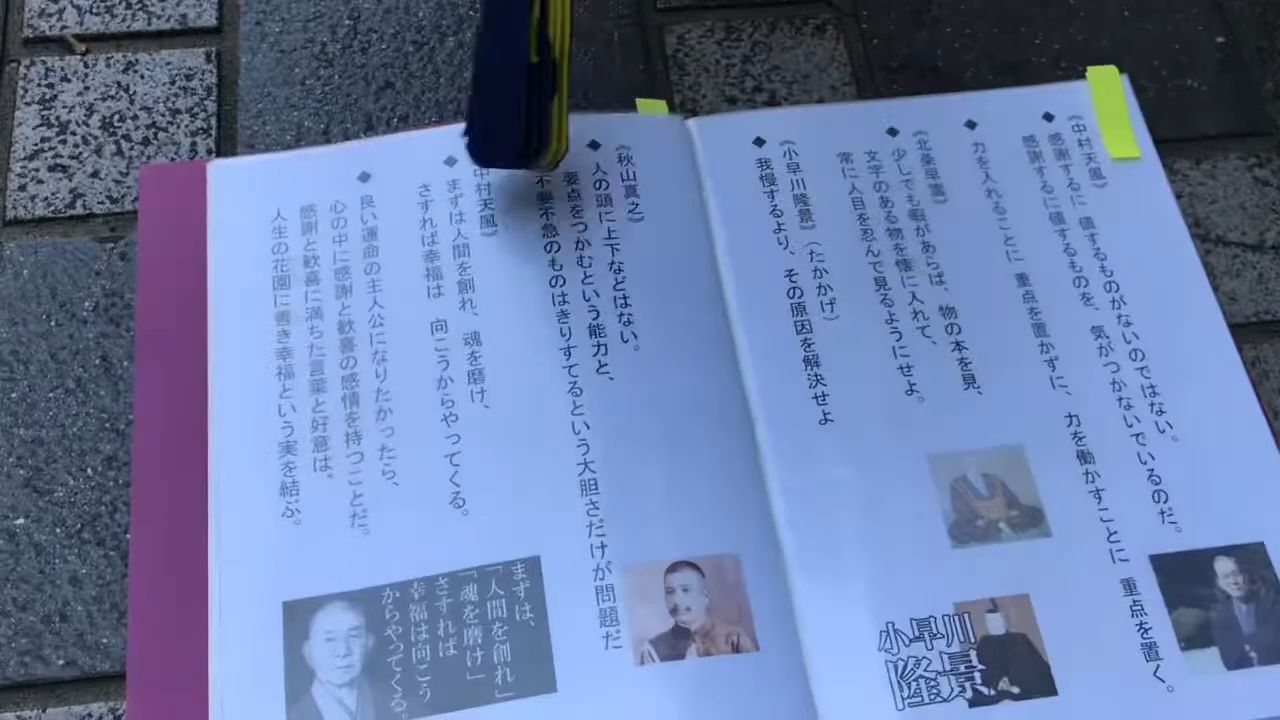 《中村天風》
◆感謝するに 値するものがないのではない。
感謝するに値するものを、気がつかないでいるのだ。
◆力を入れることに 重点を置かずに、力を働かすことに 重点を置く。
《北条早雲》
◆少しでも暇があらば、物の本を見、
文字のある物を懐に入れて、
常に人目を忍んで見るようにせよ。
《小早川隆景》(たかかげ)
◆我慢するより、その原因を解決せよ
小早川
隆景
《秋山真之》
◆人の頭に上下などはない。
要点をつかむという能力と、
不要不急のものはきりすてるという大胆さだけが問題だ
中村天風》
◆まずは人間を創れ、魂を磨け、
さすれば幸福は 向こうからやってくる。
◆良い運命の主人公になりたかったら、
心の中に感謝と歓喜の感情を持つことだ。
感謝と歓喜に満ちた言葉と好意は、
人生の花園に善き幸福という実を結ぶ。
まずは、
「人間を創れ」
「魂を磨け」
さすれば
幸福は向こう
からやってくる。